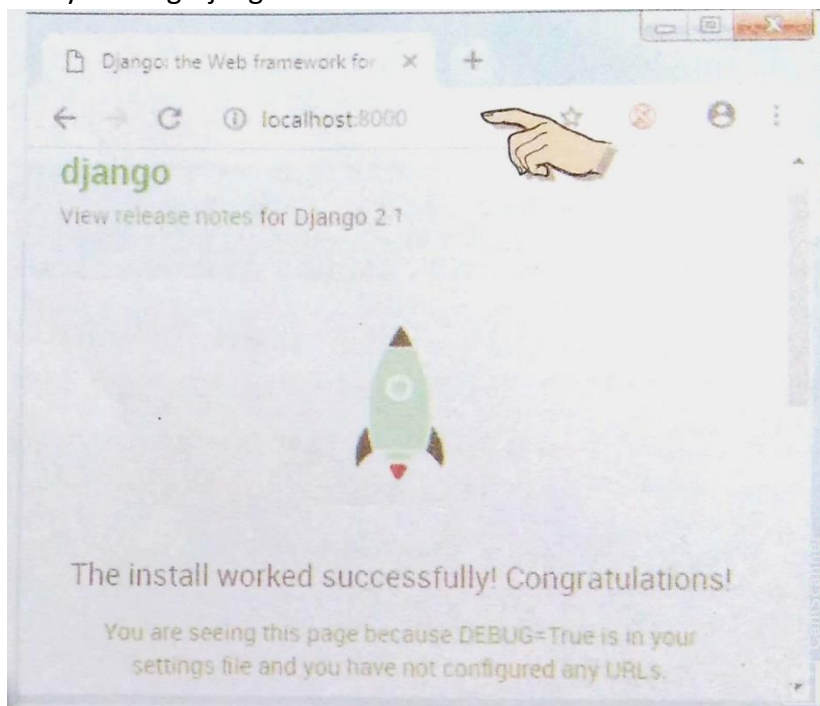 Django: the Web framework for
localhost:8000
django
View release notes for Django 2.1
The install worked successfully! Congratulations!
You are seeing this page because DEBUG=True is in your
settings file and you have not configured any URLs.